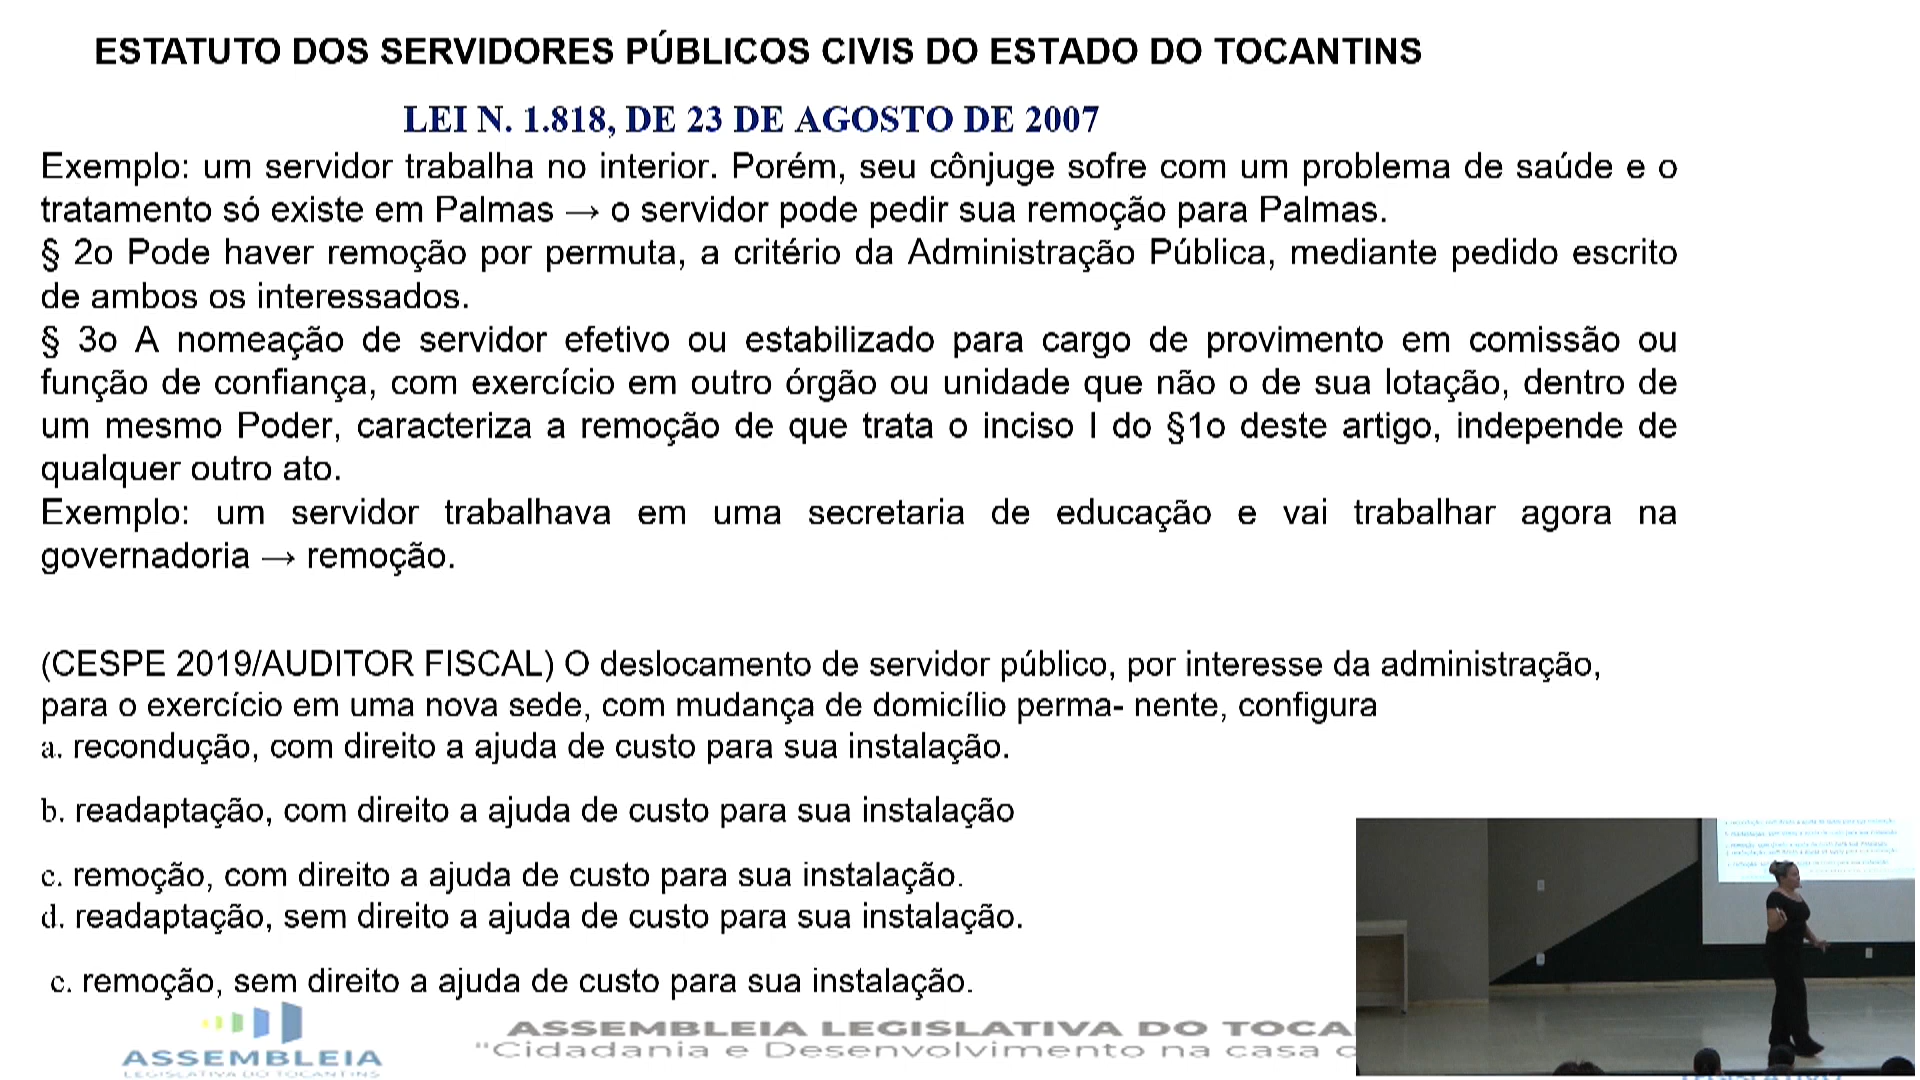 ESTATUTO DOS SERVIDORES PÚBLICOS CIVIS DO ESTADO DO TOCANTINS
LEI N. 1.818, DE 23 DE AGOSTO DE 2007
Exemplo: um servidor trabalha no interior. Porém, seu cônjuge sofre com um problema de saúde e o
tratamento só existe em Palmas → o servidor pode pedir sua remoção para Palmas.
§ 2o Pode haver remoção por permuta, a critério da Administração Pública, mediante pedido escrito
de ambos os interessados.
§ 3o A nomeação de servidor efetivo ou estabilizado para cargo de provimento em comissão ou
função de confiança, com exercício em outro órgão ou unidade que não o de sua lotação, dentro de
um mesmo Poder, caracteriza a remoção de que trata o inciso I do §1o deste artigo, independe de
qualquer outro ato.
Exemplo: um servidor trabalhava em uma secretaria de educação e vai trabalhar agora na
governadoria → remoção.
(CESPE 2019/AUDITOR FISCAL) O deslocamento de servidor público, por interesse da administração,
para o exercício em uma nova sede, com mudança de domicílio perma- nente, configura
a. recondução, com direito a ajuda de custo para sua instalação.
b. readaptação, com direito a ajuda de custo para sua instalação
c. remoção, com direito a ajuda de custo para sua instalação.
d. readaptação, sem direito a ajuda de custo para sua instalação.
e. remoção, sem direito a ajuda de custo para sua instalação.
ASSEMBLEIA
LEGISLATIVA DO TOCANTINS
ASSEMBLEIA LEGISLATIVA DO TOCA
"Cidadania e Desenvolvimento na casa